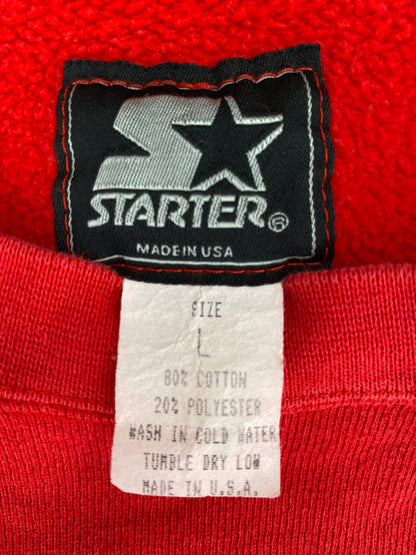 STARTER®
MADE IN USA
SIZE
L
80% COTTON
20% POLYESTER
WASH IN COLD WATER
TUMBLE DRY LOW
MADE IN U.S.A.